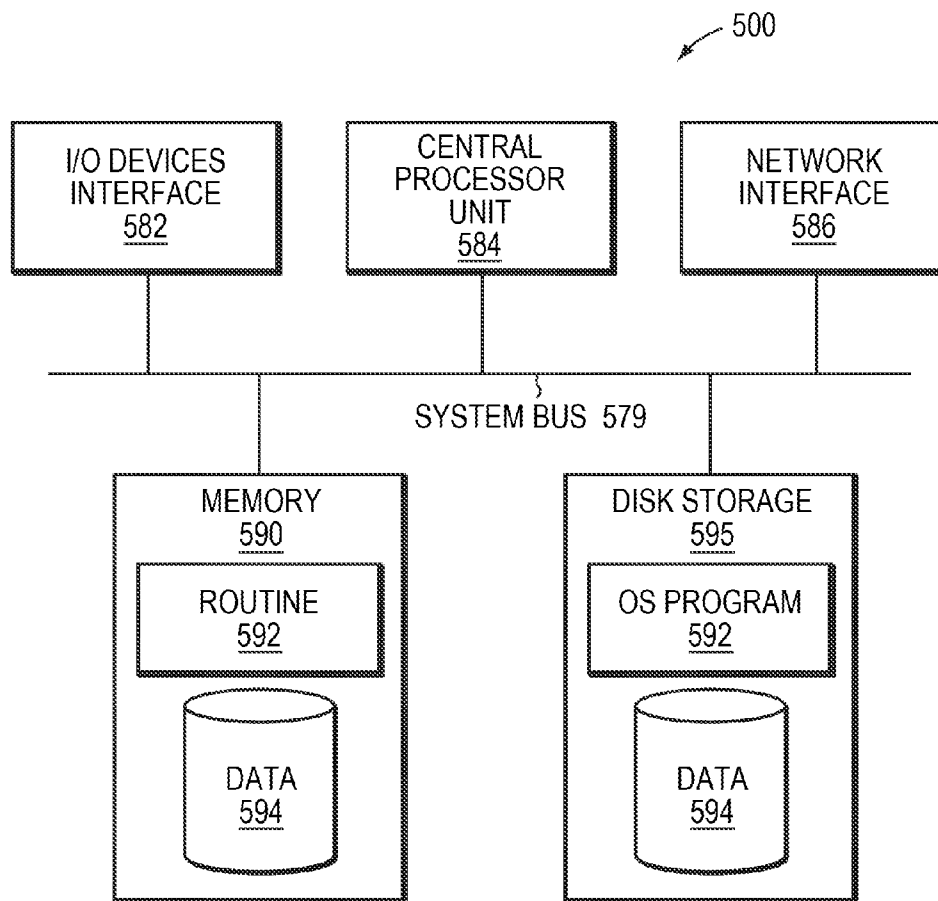 500
I/O DEVICES
INTERFACE
582
CENTRAL
PROCESSOR
UNIT
584
NETWORK
INTERFACE
586
SYSTEM BUS 579
MEMORY
590
ROUTINE
592
DATA
594
DISK STORAGE
595
OS PROGRAM
592
DATA
594